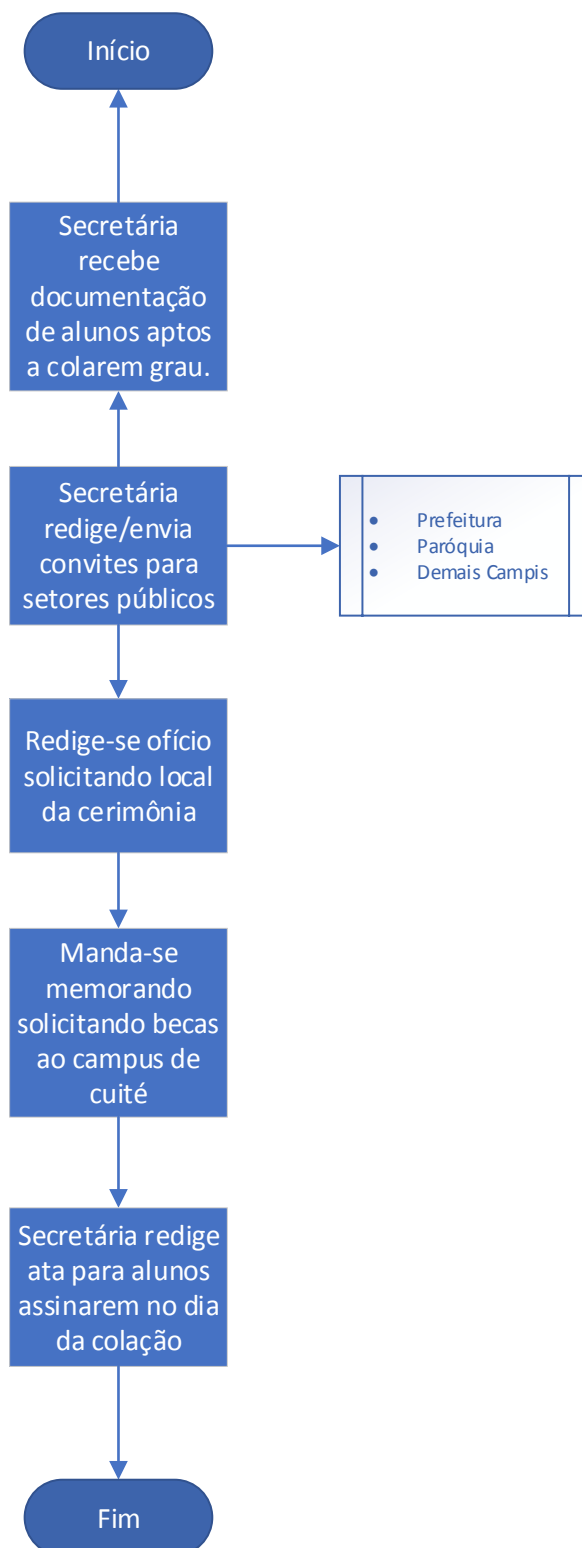 Início
Secretária
recebe
documentação
de alunos aptos
a colarem grau.
Secretária
redige/envia
convites para
setores públicos
• Prefeitura
• Paróquia
• Demais Campis
Redige-se ofício
solicitando local
da cerimônia
Manda-se
memorando
solicitando becas
ao campus de
cuité
Secretária redige
ata para alunos
assinarem no dia
da colação
Fim